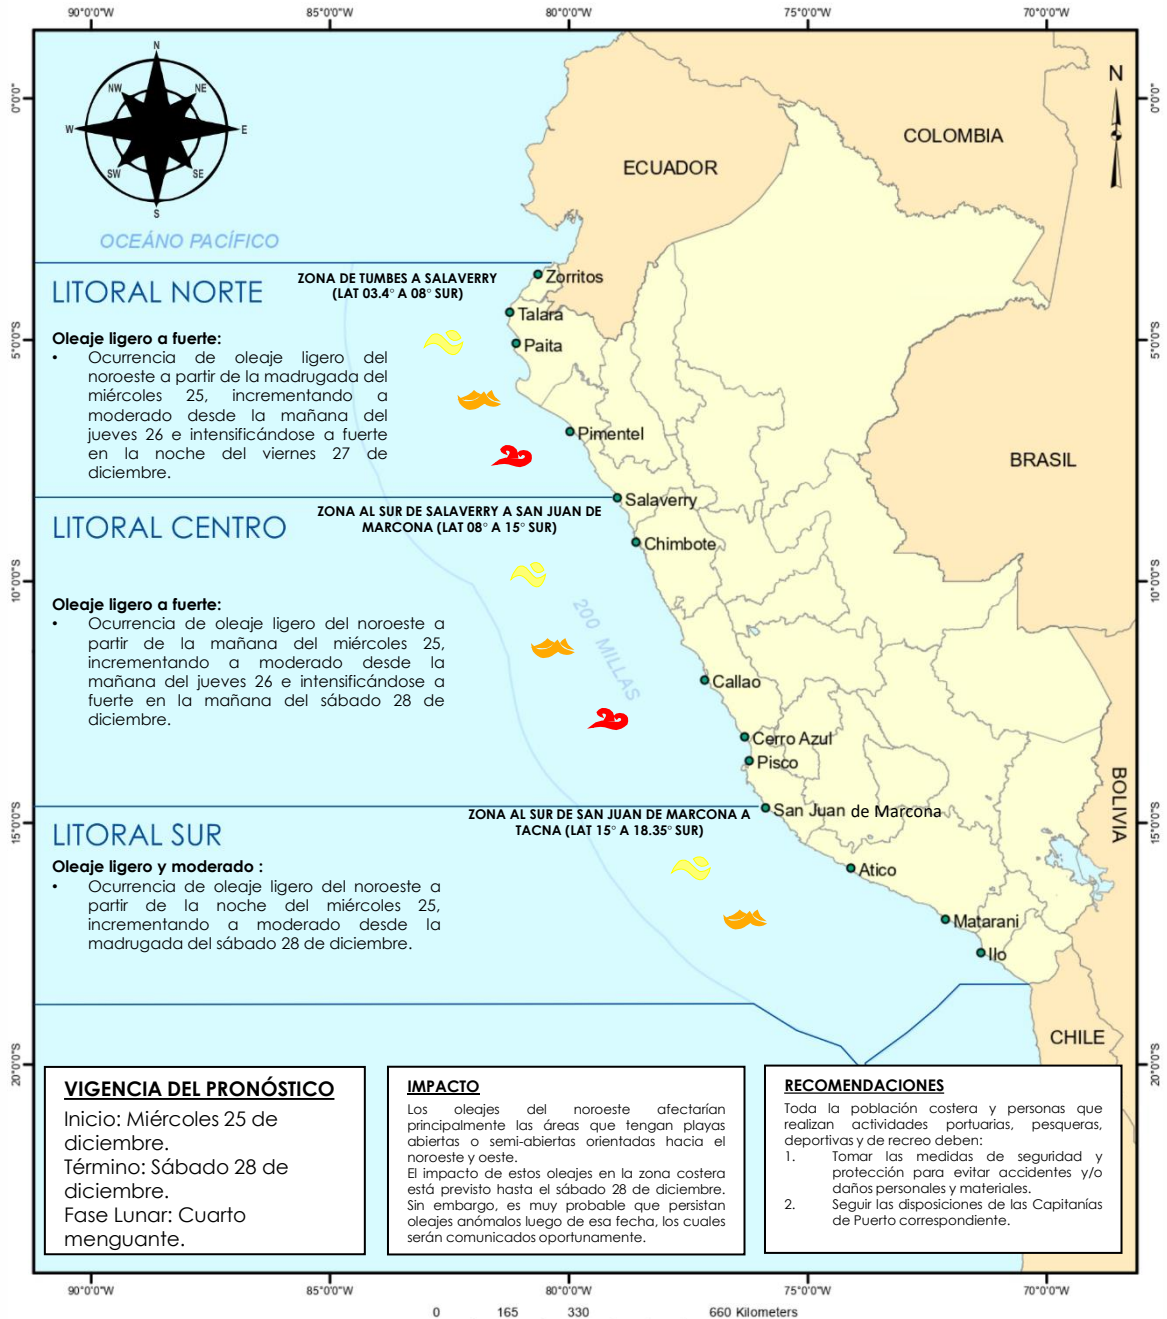 90°0'0"W
85°0'0"W
80°0'0"W
75°0'0"W
70°0'0"W
N
NW
NE
W
E
SW
SE
S
N
0°0'0"
0°0'0"
COLOMBIA
ECUADOR
OCEÁNO PACÍFICO
LITORAL NORTE
ZONA DE TUMBES A SALAVERRY
(LAT 03.4° A 08° SUR)
Zorritos
Talara
Paita
5°0'0"S
5°0'0"S
Oleaje ligero a fuerte:
• Ocurrencia de oleaje ligero del
noroeste a partir de la madrugada del
miércoles 25, incrementando a
moderado desde la mañana del
jueves 26 e intensificándose a fuerte
en la noche del viernes 27 de
diciembre.
Pimentel
BRASIL
Salaverry
LITORAL CENTRO
ZONA AL SUR DE SALAVERRY A SAN JUAN DE
MARCONA (LAT 08° A 15° SUR)
Chimbote
10°0'0"S
10°0'0"S
Oleaje ligero a fuerte:
• Ocurrencia de oleaje ligero del noroeste a
partir de la mañana del miércoles 25,
incrementando a moderado desde la
mañana del jueves 26 e intensificándose a
fuerte en la mañana del sábado 28 de
diciembre.
200 MILLAS
Callao
Cerro Azul
Pisco
BOLIVIA
San Juan de Marcona
15°0'0"S
15°0'0"S
LITORAL SUR
ZONA AL SUR DE SAN JUAN DE MARCONA A
TACNA (LAT 15° A 18.35° SUR)
Oleaje ligero y moderado :
• Ocurrencia de oleaje ligero del noroeste a
partir de la noche del miércoles 25,
incrementando a moderado desde la
madrugada del sábado 28 de diciembre.
Atico
Matarani
Ilo
CHILE
20°0'0"S
20°0'0"S
VIGENCIA DEL PRONÓSTICO
Inicio: Miércoles 25 de
diciembre.
Término: Sábado 28 de
diciembre.
Fase Lunar: Cuarto
menguante.
IMPACTO
Los oleajes del noroeste afectarían
principalmente las áreas que tengan playas
abiertas o semi-abiertas orientadas hacia el
noroeste y oeste.
El impacto de estos oleajes en la zona costera
está previsto hasta el sábado 28 de diciembre.
Sin embargo, es muy probable que persistan
oleajes anómalos luego de esa fecha, los cuales
serán comunicados oportunamente.
RECOMENDACIONES
Toda la población costera y personas que
realizan actividades portuarias, pesqueras,
deportivas y de recreo deben:
1. Tomar las medidas de seguridad y
protección para evitar accidentes y/o
daños personales y materiales.
2. Seguir las disposiciones de las Capitanías
de Puerto correspondiente.
90°0'0"W
85°0'0"W
80°0'0"W
75°0'0"W
70°0'0"W
0 165 330 660 Kilometers